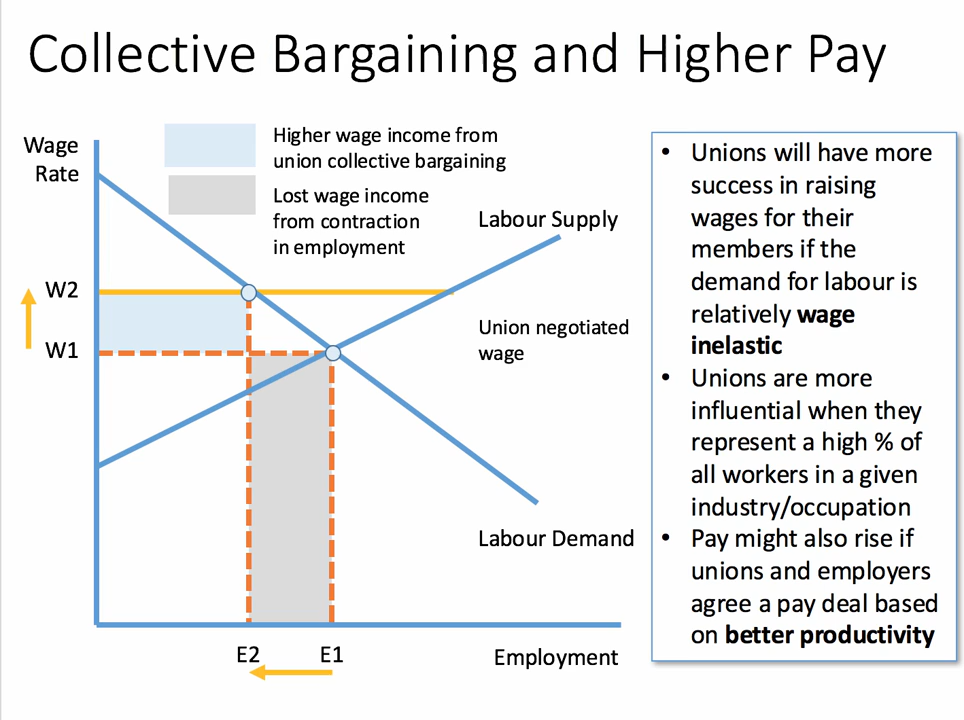 Collective Bargaining and Higher Pay
Wage
Rate
Higher wage income from
union collective bargaining
Lost wage income
from contraction
in employment
Labour Supply
W2
Union negotiated
wage
W1
Labour Demand
E2
E1
Employment
• Unions will have more
success in raising
wages for their
members if the
demand for labour is
relatively wage
inelastic
• Unions are more
influential when they
represent a high % of
all workers in a given
industry/occupation
• Pay might also rise if
unions and employers
agree a pay deal based
on better productivity